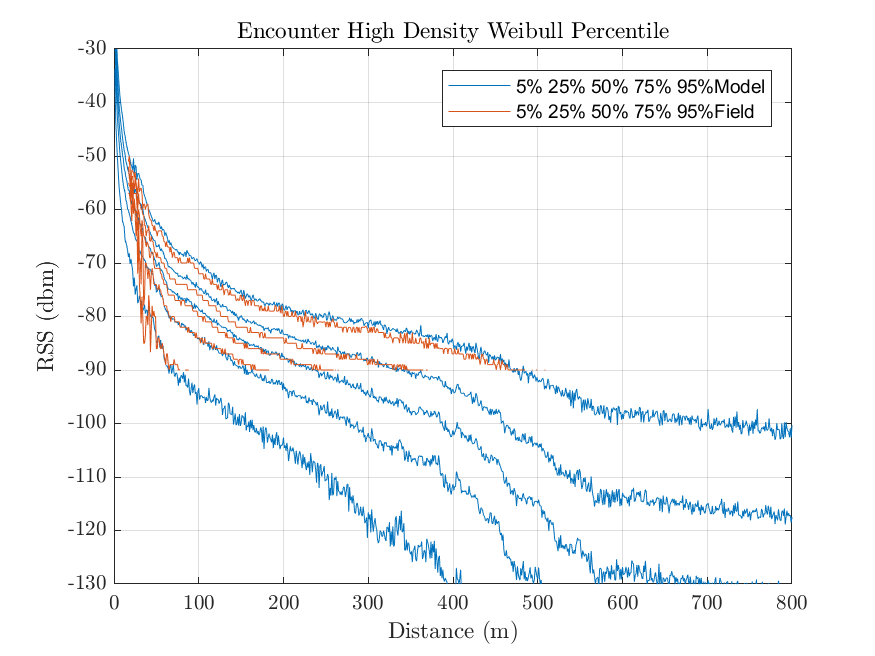 Encounter High Density Weibull Percentile
-30
-40
-50
-60
-70
-80
-90
-100
-110
-120
-130
RSS (dbm)
5% 25% 50% 75% 95%Model
5% 25% 50% 75% 95%Field
0 100 200 300 400 500 600 700 800
Distance (m)